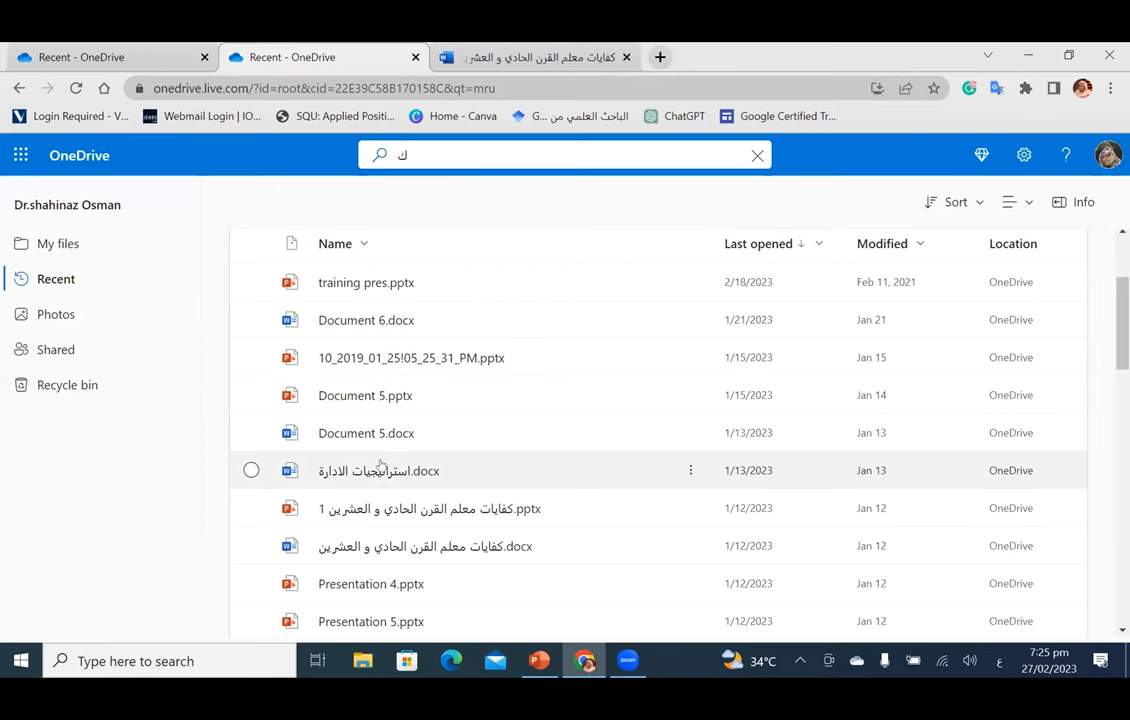 Recent - OneDrive
Recent - OneDrive
كفايات معلم القرن الحادي و العشرين
onedrive.live.com/?id=root&cid=22E39C58B170158C&qt=mru
Login Required - V...
Webmail Login | IO...
SQU: Applied Positi...
Home - Canva
الباحث العلمي من G...
ChatGPT
Google Certified Tr...
OneDrive
ك
Dr.shahinaz Osman
Sort
Info
My files
Recent
Photos
Shared
Recycle bin
Name Last opened Modified Location
training pres.pptx 2/18/2023 Feb 11, 2021 OneDrive
Document 6.docx 1/21/2023 Jan 21 OneDrive
10_2019_01_25!05_25_31_PM.pptx 1/15/2023 Jan 15 OneDrive
Document 5.pptx 1/15/2023 Jan 14 OneDrive
Document 5.docx 1/13/2023 Jan 13 OneDrive
استراتيجيات الادارة.docx 1/13/2023 Jan 13 OneDrive
كفايات معلم القرن الحادي و العشرين 1.pptx 1/12/2023 Jan 12 OneDrive
كفايات معلم القرن الحادي و العشرين.docx 1/12/2023 Jan 12 OneDrive
Presentation 4.pptx 1/12/2023 Jan 12 OneDrive
Presentation 5.pptx 1/12/2023 Jan 12 OneDrive
Type here to search
zoom
34°C
ع
7:25 pm
27/02/2023